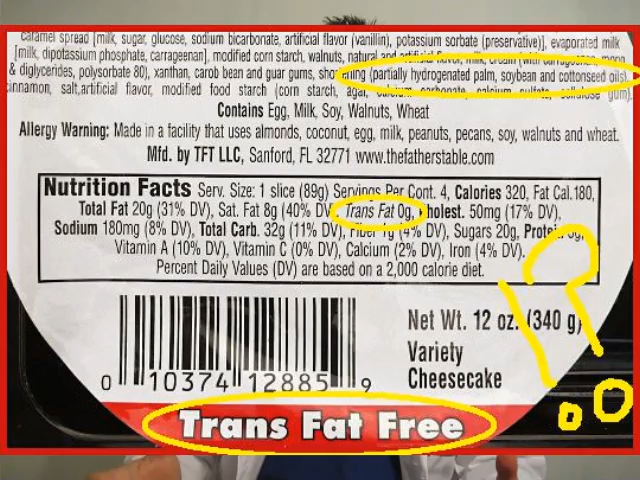 caramel spread [milk, sugar, glucose, sodium bicarbonate, artificial flavor (vanillin), potassium sorbate (preservative)], evaporated milk
[milk, dipotassium phosphate, carrageenan], modified corn starch, walnuts, natural and artificial flavor, milk, cream (with carrageenan, mono
& diglycerides, polysorbate 80), xanthan, carob bean and guar gums, shortening (partially hydrogenated palm, soybean and cottonseed oils),
cinnamon, salt, artificial flavor, modified food starch (corn starch, agar, calcium carbonate, calcium sulfate, cellulose gum).
Contains Egg, Milk, Soy, Walnuts, Wheat
Allergy Warning: Made in a facility that uses almonds, coconut, egg, milk, peanuts, pecans, soy, walnuts and wheat.
Mfd. by TFT LLC, Sanford, FL 32771 www.thefatherstable.com
Nutrition Facts Serv. Size: 1 slice (89g) Servings Per Cont. 4, Calories 320, Fat Cal. 180,
Total Fat 20g (31% DV), Sat. Fat 8g (40% DV), Trans Fat 0g, Cholest. 50mg (17% DV),
Sodium 180mg (8% DV), Total Carb. 32g (11% DV), Fiber 1g (4% DV), Sugars 20g, Protein
Vitamin A (10% DV), Vitamin C (0% DV), Calcium (2% DV), Iron (4% DV).
Percent Daily Values (DV) are based on a 2,000 calorie diet.
Net Wt. 12 oz. (340 g)
Variety
Cheesecake
0 10374 12885 9
Trans Fat Free